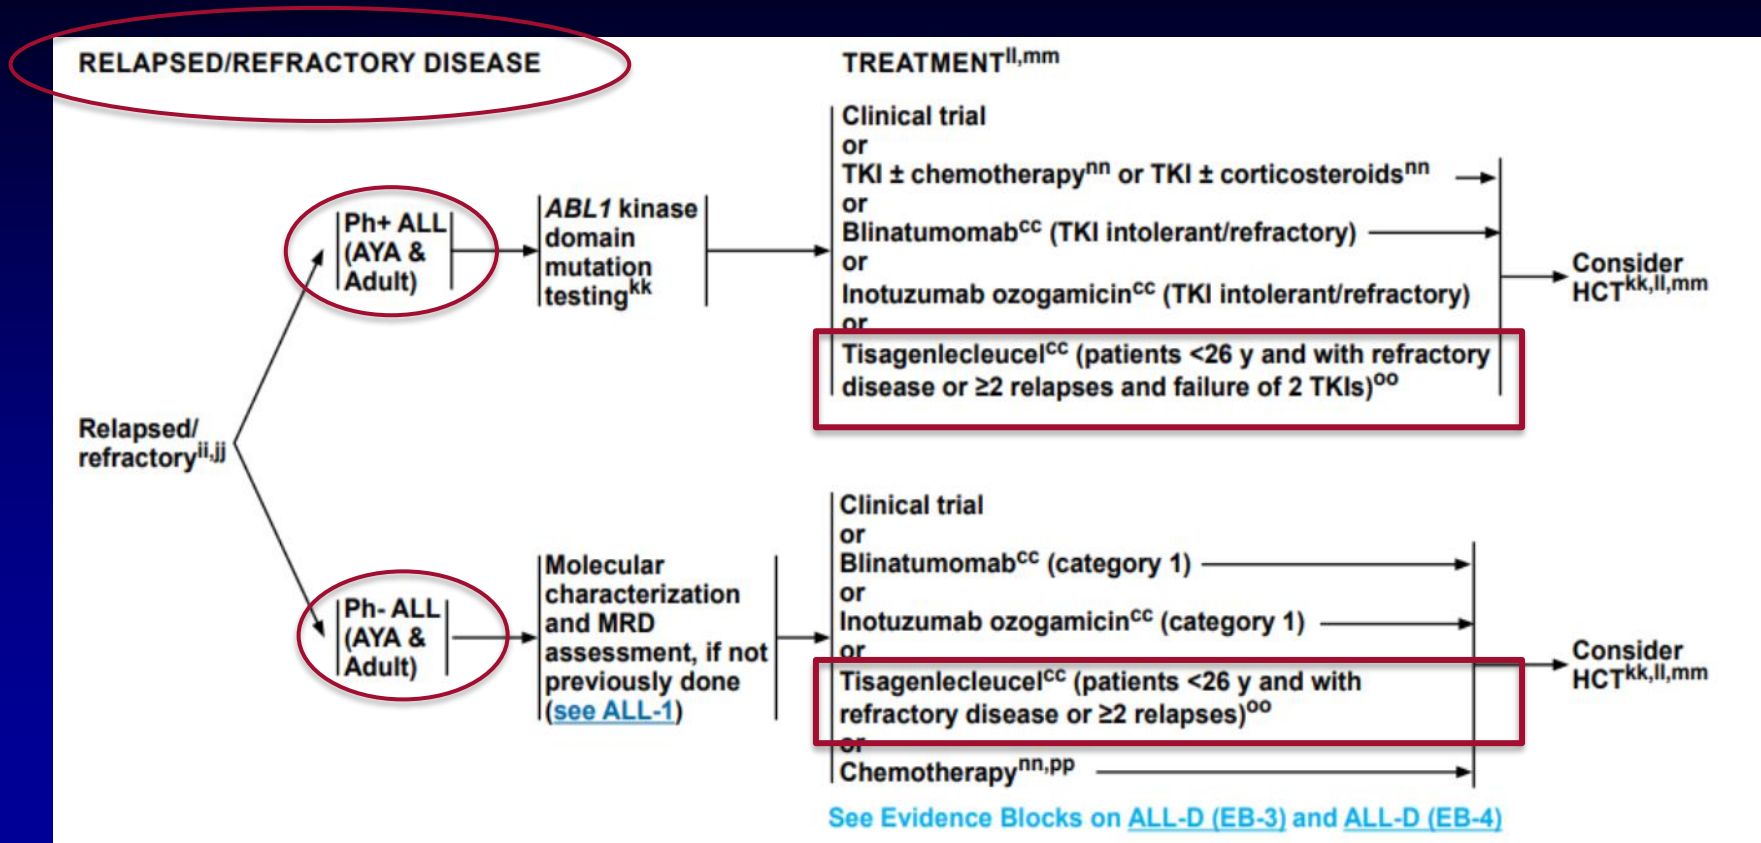 RELAPSED/REFRACTORY DISEASE
TREATMENTll,mm
Relapsed/
refractoryii,jj
Ph+ ALL
(AYA &
Adult)
ABL1 kinase
domain
mutation
testingkk
Clinical trial
or
TKI ± chemotherapynn or TKI ± corticosteroidsnn
or
Blinatumomabcc (TKI intolerant/refractory)
or
Inotuzumab ozogamicincc (TKI intolerant/refractory)
or
Tisagenlecleucelcc (patients <26 y and with refractory
disease or ≥2 relapses and failure of 2 TKIs)oo
Consider
HCTkk,ll,mm
Ph- ALL
(AYA &
Adult)
Molecular
characterization
and MRD
assessment, if not
previously done
(see ALL-1)
Clinical trial
or
Blinatumomabcc (category 1)
or
Inotuzumab ozogamicincc (category 1)
or
Tisagenlecleucelcc (patients <26 y and with
refractory disease or ≥2 relapses)oo
or
Chemotherapynn,pp
Consider
HCTkk,ll,mm
See Evidence Blocks on ALL-D (EB-3) and ALL-D (EB-4)